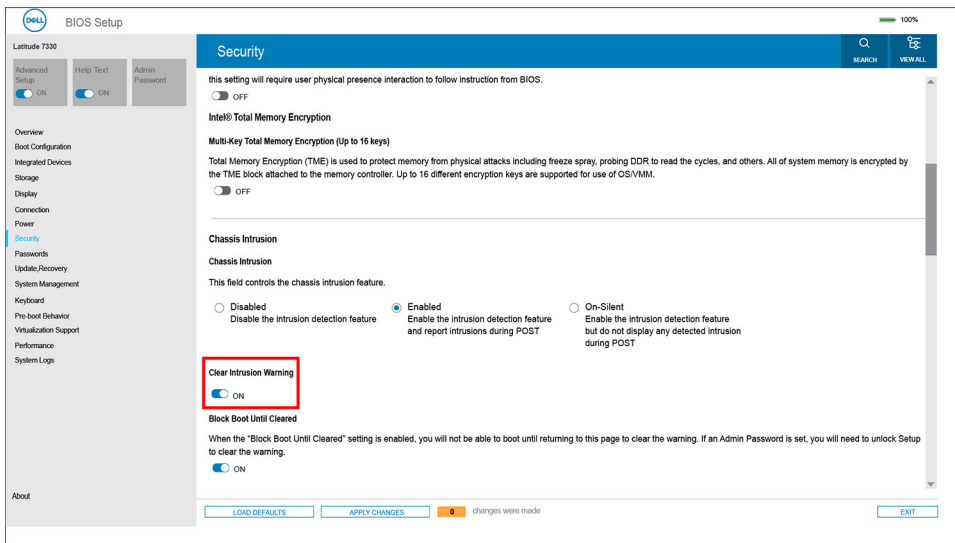 DELL
BIOS Setup
100%
Latitude 7330
Advanced Setup
ON
Help Text
ON
Admin Password
Security
SEARCH
VIEW ALL
Overview
Boot Configuration
Integrated Devices
Storage
Display
Connection
Power
Security
Passwords
Update,Recovery
System Management
Keyboard
Pre-boot Behavior
Virtualization Support
Performance
System Logs
About
this setting will require user physical presence interaction to follow instruction from BIOS.
OFF
Intel® Total Memory Encryption
Multi-Key Total Memory Encryption (Up to 16 keys)
Total Memory Encryption (TME) is used to protect memory from physical attacks including freeze spray, probing DDR to read the cycles, and others. All of system memory is encrypted by
the TME block attached to the memory controller. Up to 16 different encryption keys are supported for use of OS/VMM.
OFF
Chassis Intrusion
Chassis Intrusion
This field controls the chassis intrusion feature.
Disabled
Disable the intrusion detection feature
Enabled
Enable the intrusion detection feature
and report intrusions during POST
On-Silent
Enable the intrusion detection feature
but do not display any detected intrusion
during POST
Clear Intrusion Warning
ON
Block Boot Until Cleared
When the “Block Boot Until Cleared” setting is enabled, you will not be able to boot until returning to this page to clear the warning. If an Admin Password is set, you will need to unlock Setup
to clear the warning.
ON
LOAD DEFAULTS
APPLY CHANGES
0
changes were made
EXIT